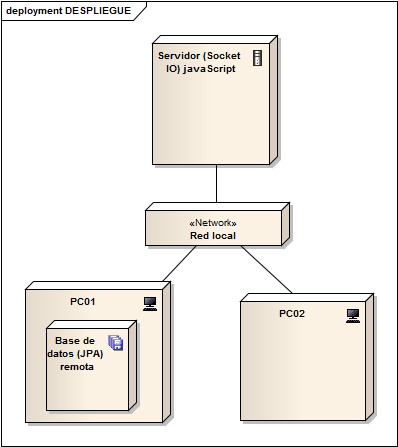 deployment DESPLIEGUE
Servidor (Socket
IO) javaScript
«Network»
Red local
PC01
Base de
datos (JPA)
remota
PC02